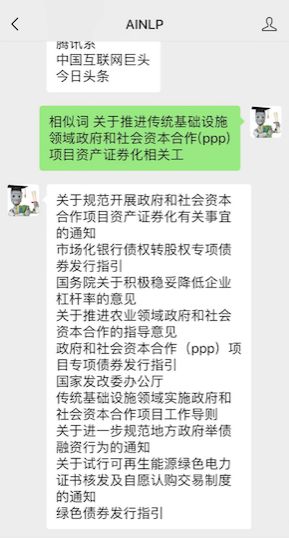 AINLP
腾讯系
中国互联网巨头
今日头条
相似词 关于推进传统基础设施
领域政府和社会资本合作(ppp)
项目资产证券化相关工
关于规范开展政府和社会资本
合作项目资产证券化有关事宜
的通知
市场化银行债权转股权专项债
券发行指引
国务院关于积极稳妥降低企业
杠杆率的意见
关于推进农业领域政府和社会
资本合作的指导意见
政府和社会资本合作（ppp）项
目专项债券发行指引
国家发改委办公厅
传统基础设施领域实施政府和
社会资本合作项目工作导则
关于进一步规范地方政府举债
融资行为的通知
关于试行可再生能源绿色电力
证书核发及自愿认购交易制度
的通知
绿色债券发行指引